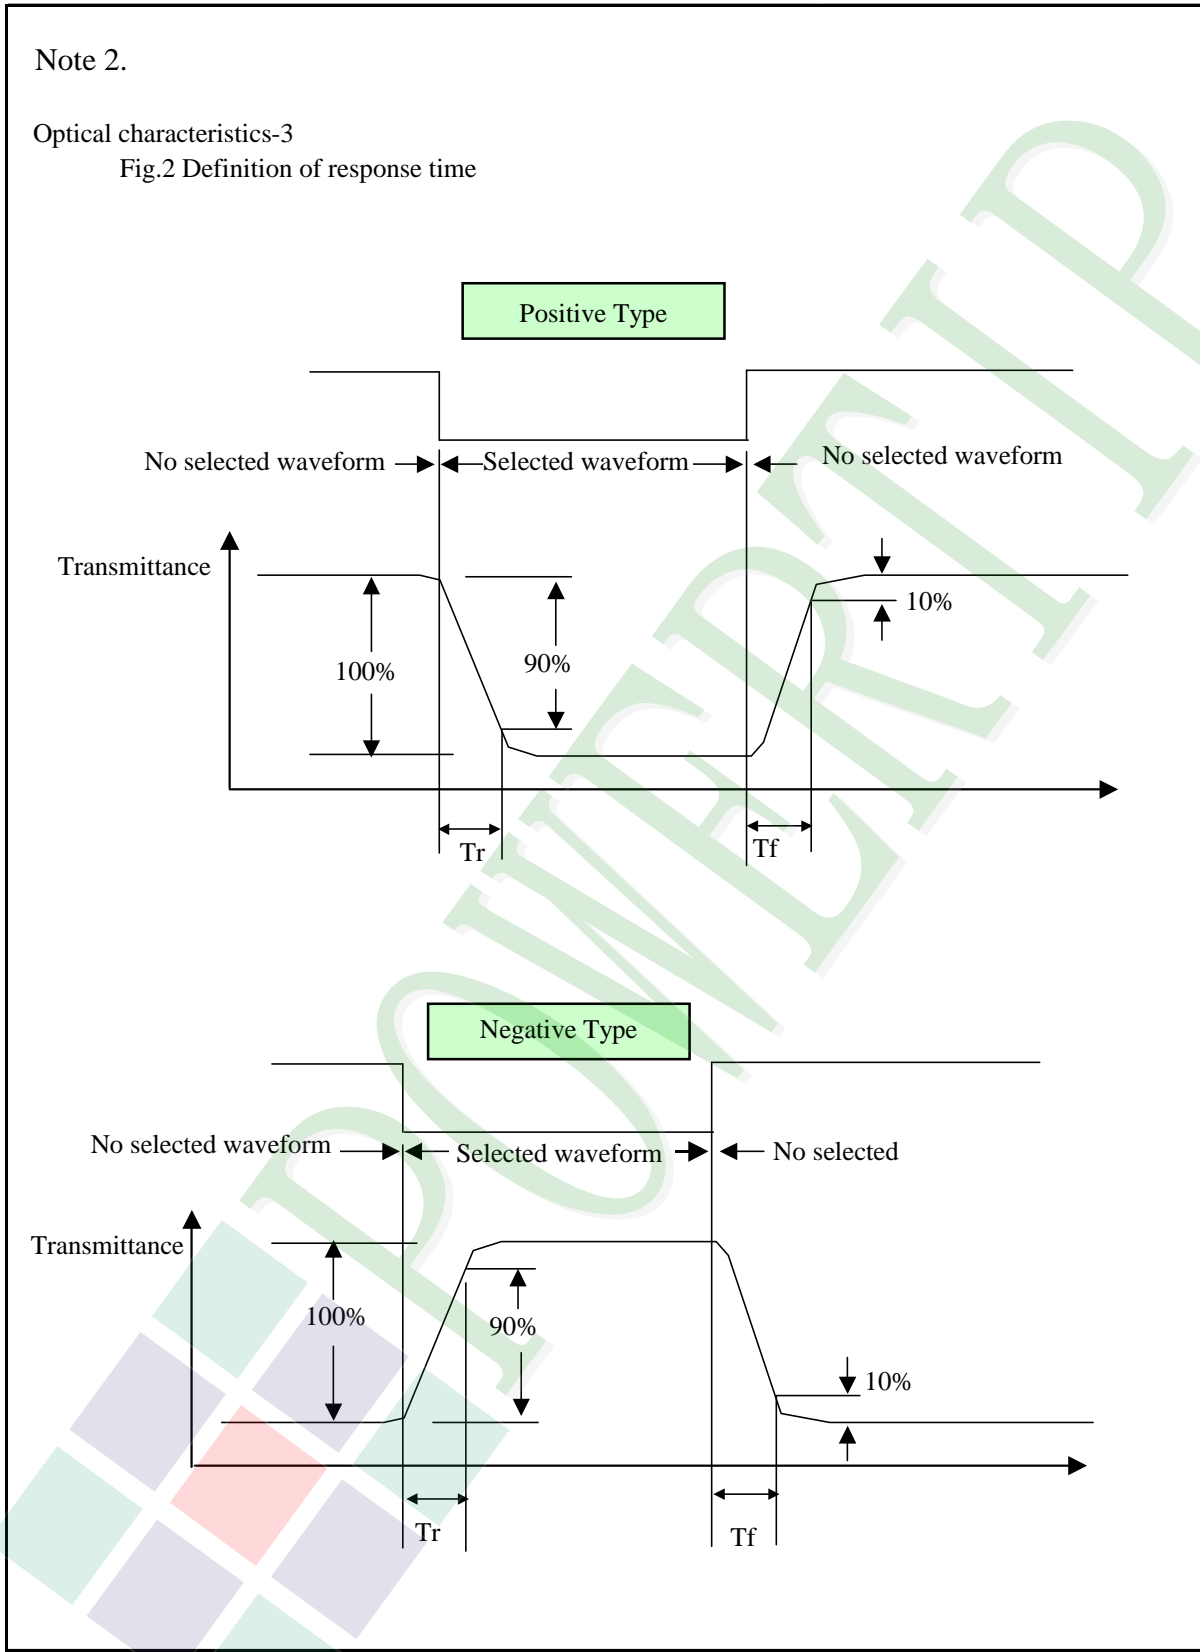 Note 2.
Optical characteristics-3
Fig.2 Definition of response time
Positive Type
No selected waveform Selected waveform No selected waveform
Transmittance
10%
90%
100%
Tr Tf
Negative Type
No selected waveform Selected waveform No selected
Transmittance
100%
90%
10%
Tr Tf
POWERTIP